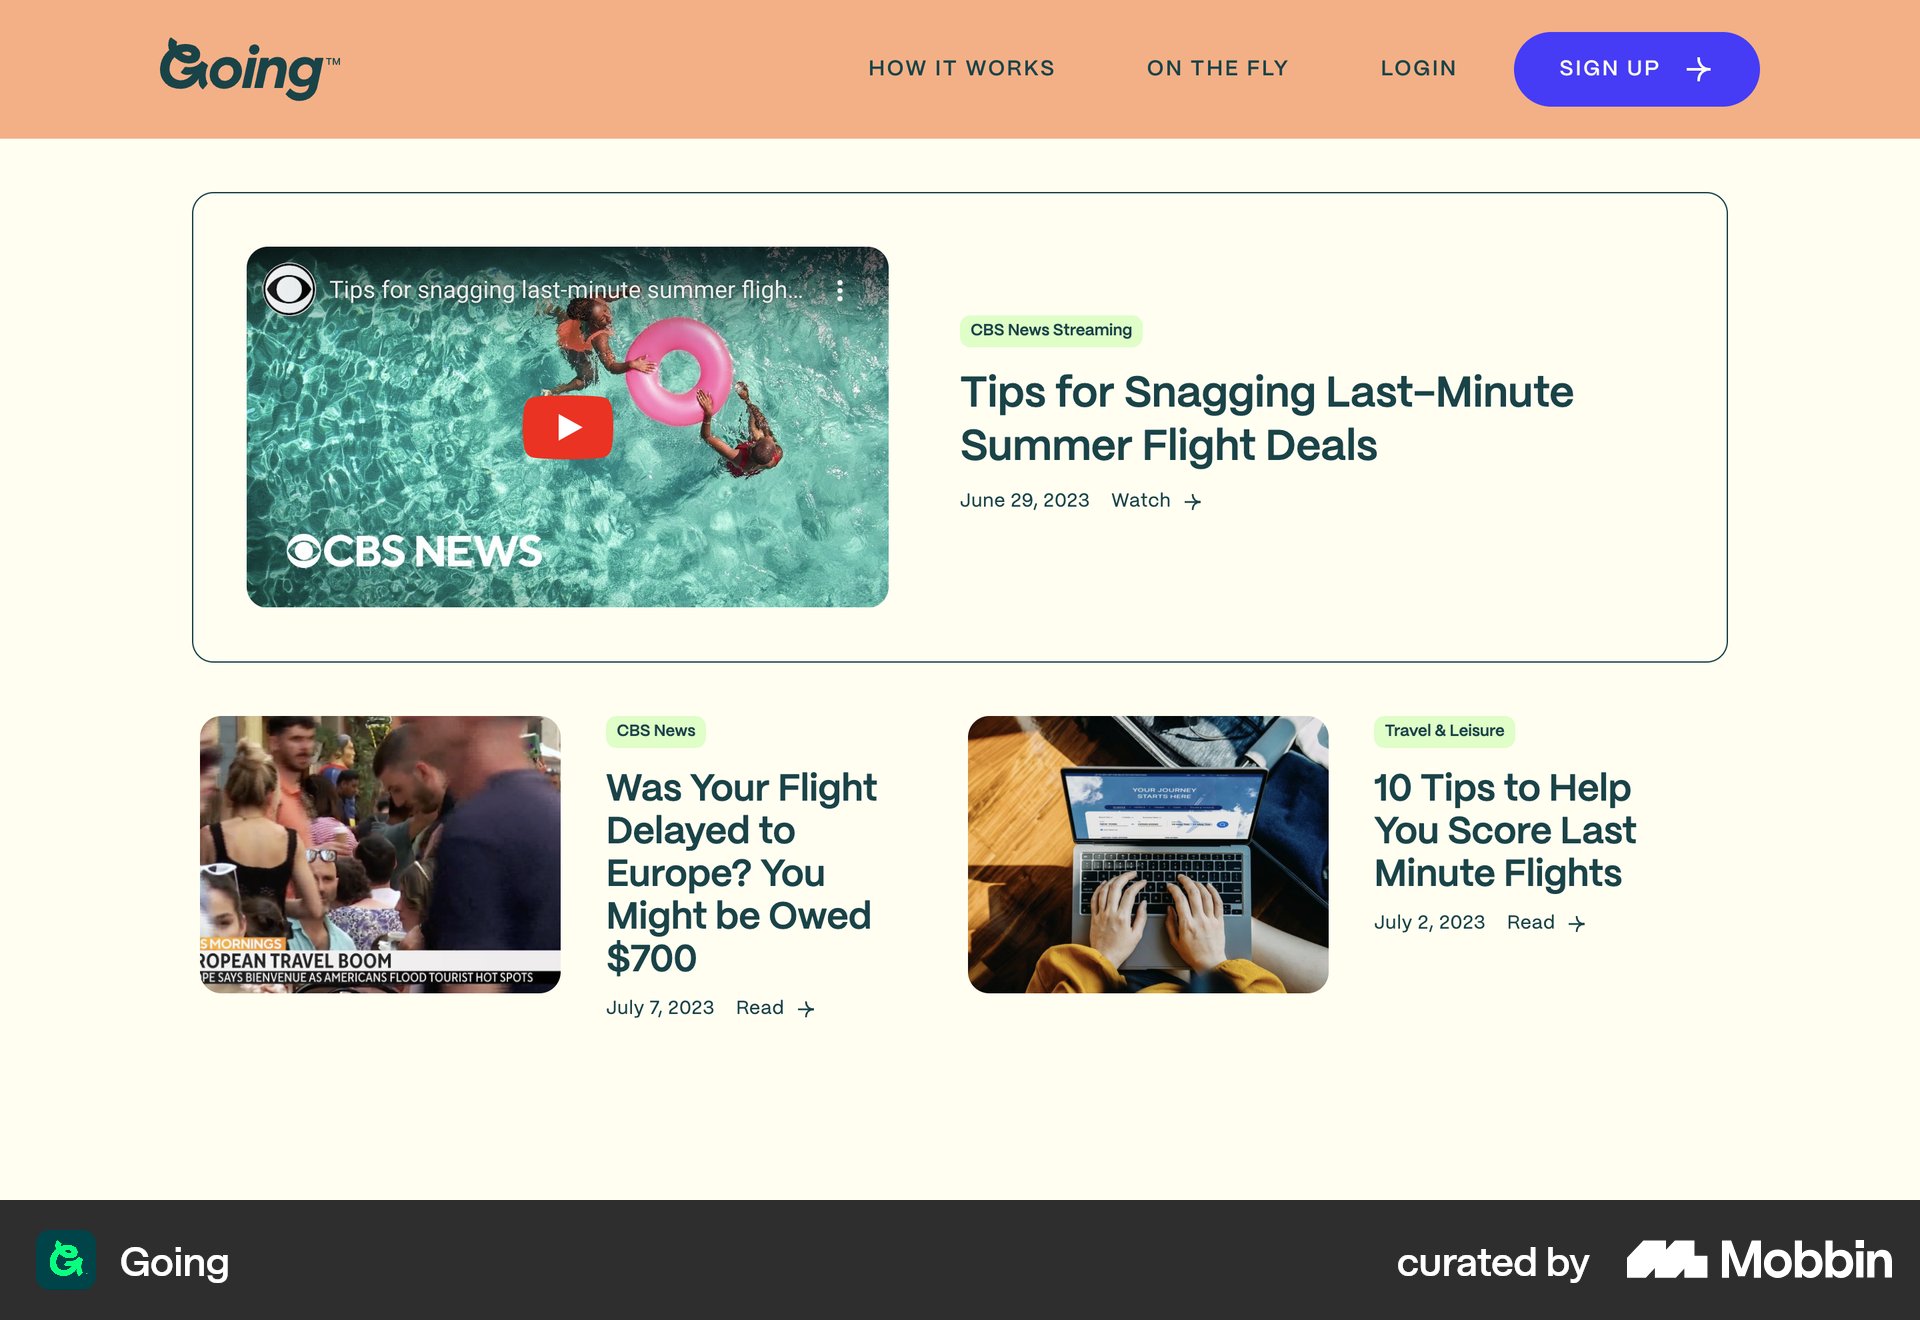 Going™
HOW IT WORKS
ON THE FLY
LOGIN
SIGN UP
Tips for snagging last-minute summer fligh...
CBS NEWS
CBS News Streaming
Tips for Snagging Last-Minute
Summer Flight Deals
June 29, 2023 Watch
S MORNINGS
ROPEAN TRAVEL BOOM
PE SAYS BIENVENUE AS AMERICANS FLOOD TOURIST HOT SPOTS
CBS News
Was Your Flight
Delayed to
Europe? You
Might be Owed
$700
July 7, 2023 Read
YOUR JOURNEY
STARTS HERE
Travel & Leisure
10 Tips to Help
You Score Last
Minute Flights
July 2, 2023 Read
Going
curated by Mobbin